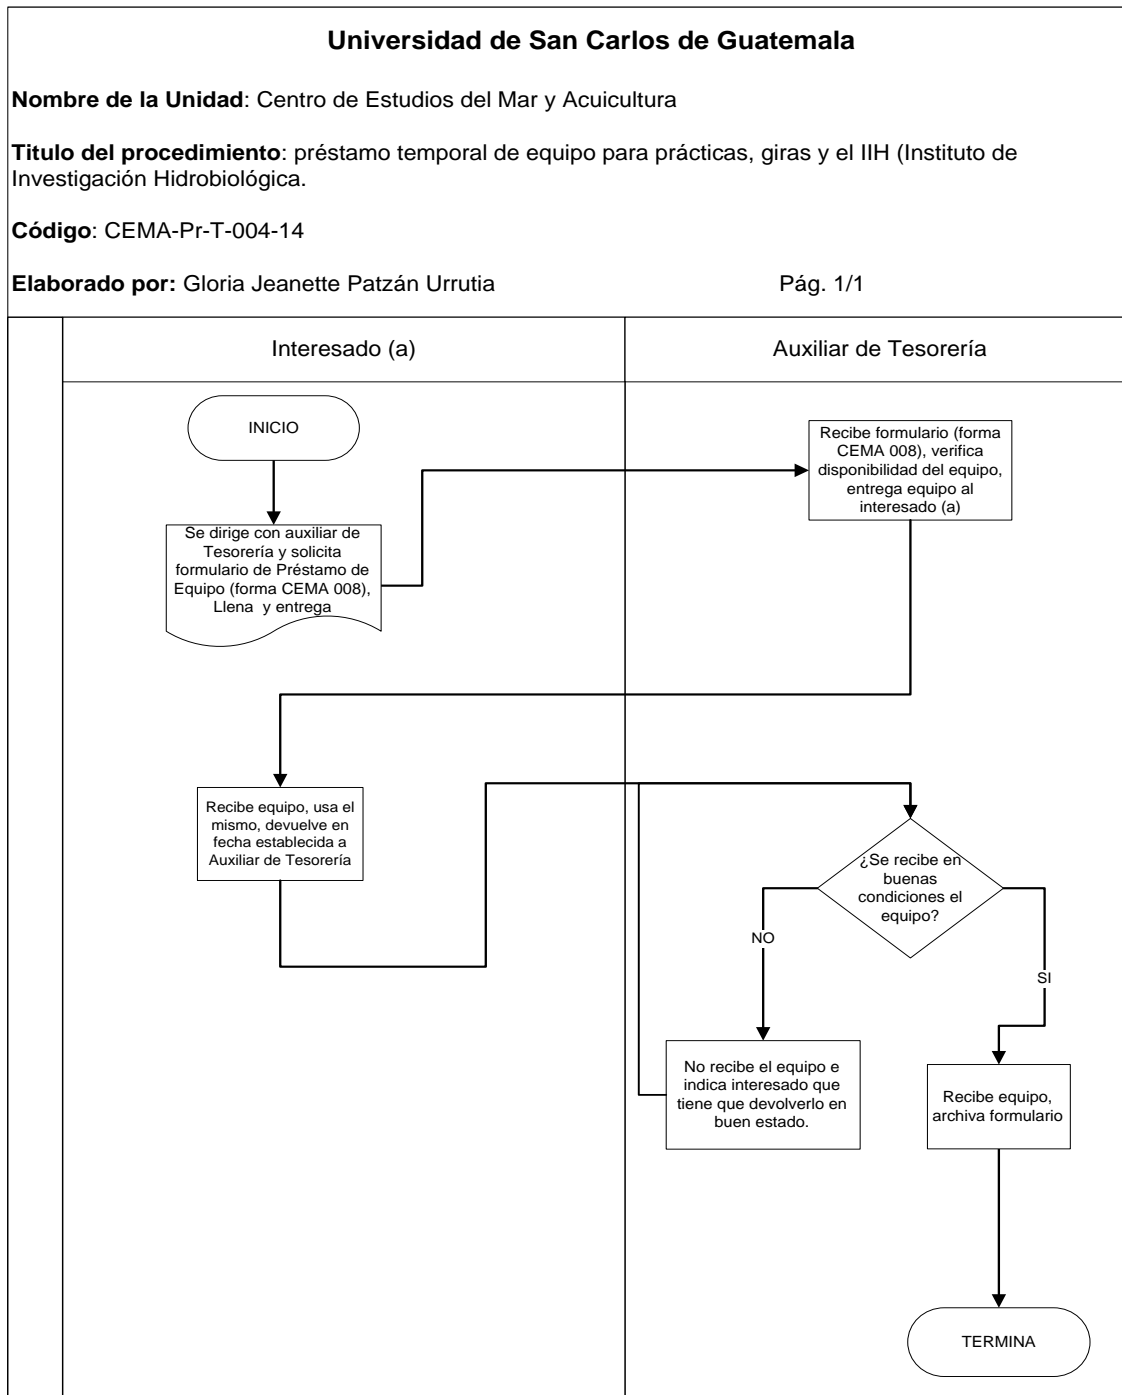 Universidad de San Carlos de Guatemala
Nombre de la Unidad: Centro de Estudios del Mar y Acuicultura
Titulo del procedimiento: préstamo temporal de equipo para prácticas, giras y el IIH (Instituto de
Investigación Hidrobiológica.
Código: CEMA-Pr-T-004-14
Elaborado por: Gloria Jeanette Patzán Urrutia Pág. 1/1
Interesado (a)
Auxiliar de Tesorería
INICIO
Se dirige con auxiliar de
Tesorería y solicita
formulario de Préstamo de
Equipo (forma CEMA 008),
Llena y entrega
Recibe formulario (forma
CEMA 008), verifica
disponibilidad del equipo,
entrega equipo al
interesado (a)
Recibe equipo, usa el
mismo, devuelve en
fecha establecida a
Auxiliar de Tesorería
¿Se recibe en
buenas
condiciones el
equipo?
NO
SI
No recibe el equipo e
indica interesado que
tiene que devolverlo en
buen estado.
Recibe equipo,
archiva formulario
TERMINA